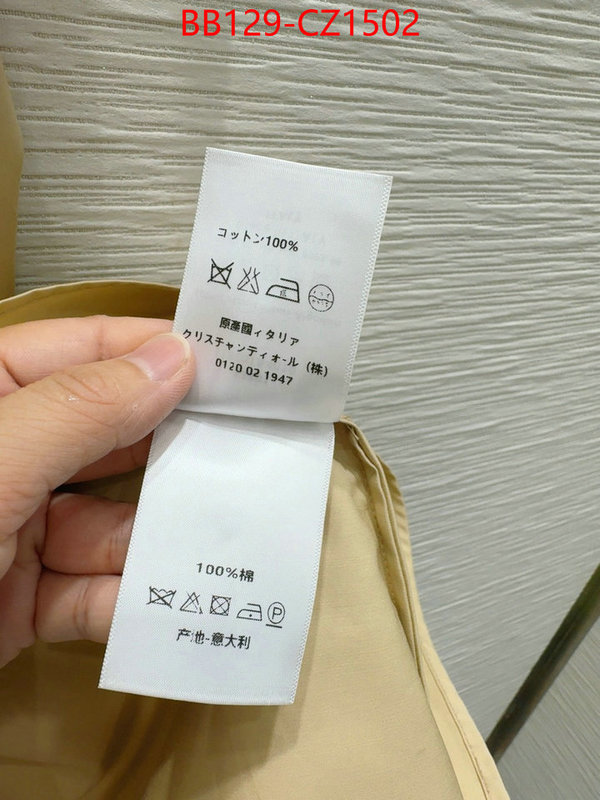 BB129-CZ1502
コットン100%
原產國イタリア
クリスチャンディオール (株)
0120 02 1947
100%棉
P
产地-意大利